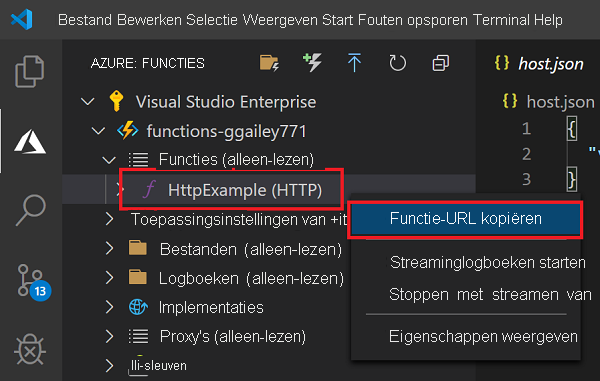 Bestand Bewerken Selectie Weergeven Start Fouten opsporen Terminal Help
AZURE: FUNCTIES
{} host.json
Visual Studio Enterprise
{} host.json
functions-ggailey771
1 {
Functies (alleen-lezen)
2 "
f HttpExample (HTTP)
3 }
Toepassingsinstellingen van +it
Functie-URL kopiëren
Bestanden (alleen-lezen)
Streaminglogboeken starten
Logboeken (alleen-lezen)
Stoppen met streamen van
13
Implementaties
Proxy's (alleen-lezen)
Eigenschappen weergeven
lli-sleuven